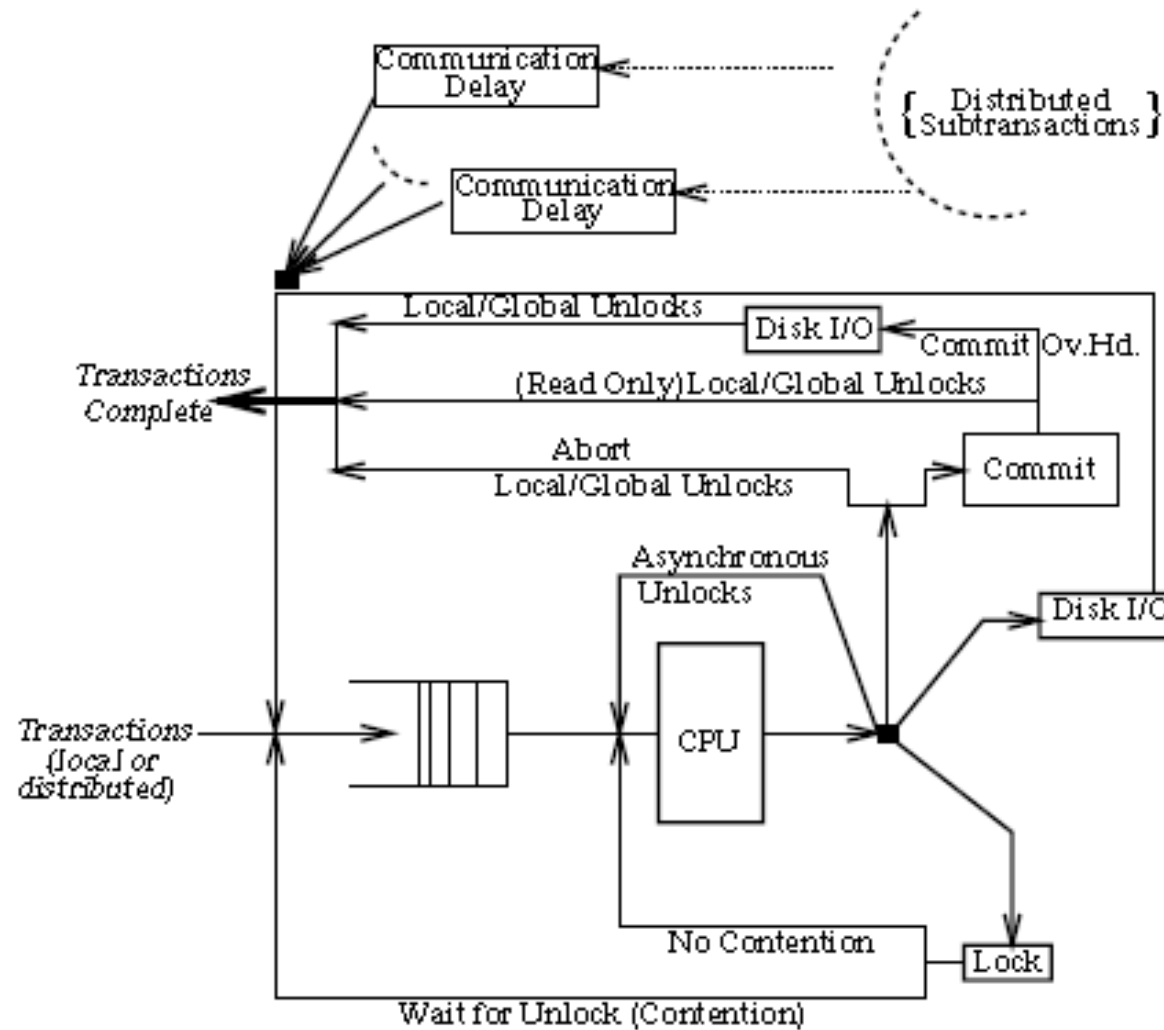 Communication
Delay
{ Distributed }
Subtransactions
Communication
Delay
Local/Global Unlocks
Disk I/O
Commit Ov.Hd.
Transactions
Complete
(Read Only)Local/Global Unlocks
Abort
Local/Global Unlocks
Commit
Asynchronous
Unlocks
Disk I/O
Transactions
(local or
distributed)
CPU
No Contention
Lock
Wait for Unlock (Contention)